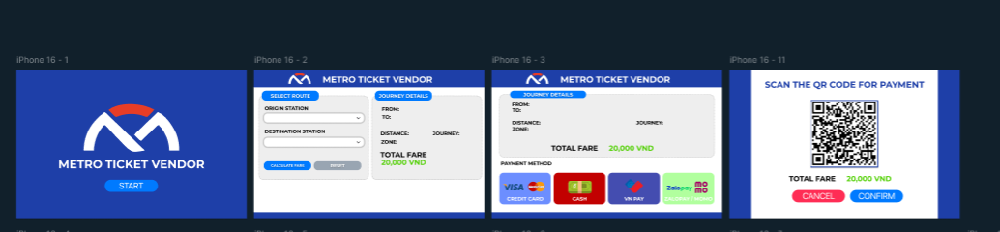 iPhone 16 - 1
METRO TICKET VENDOR
START
iPhone 16 - 2
METRO TICKET VENDOR
SELECT ROUTE
ORIGIN STATION
DESTINATION STATION
CALCULATE FARE
RESET
JOURNEY DETAILS
FROM:
TO:
DISTANCE: JOURNEY:
ZONE:
TOTAL FARE
20,000 VND
iPhone 16 - 3
METRO TICKET VENDOR
JOURNEY DETAILS
FROM:
TO:
DISTANCE: JOURNEY:
ZONE:
TOTAL FARE 20,000 VND
PAYMENT METHOD
VISA
CREDIT CARD
CASH
VN PAY
Zalopay
MO
MO
iPhone 16 - 11
SCAN THE QR CODE FOR PAYMENT
TOTAL FARE 20,000 VND
CANCEL CONFIRM